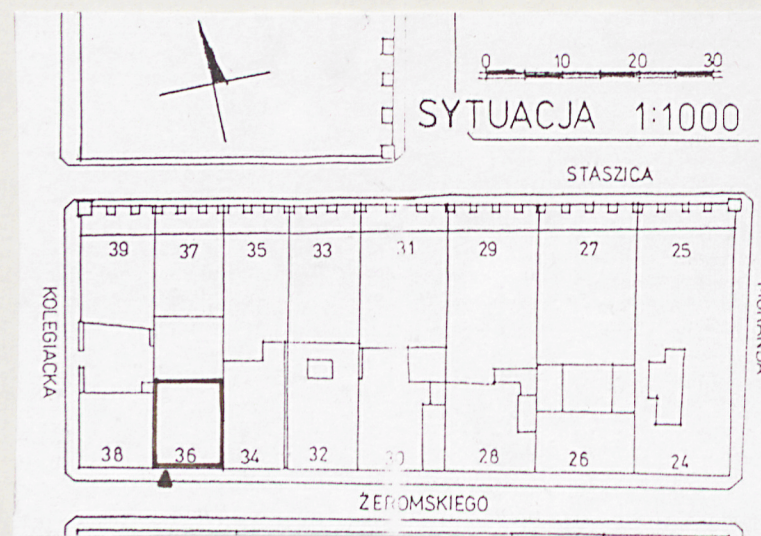 0 10 20 30
SYTUACJA 1:1000
STASZICA
39 37 35 33 31 29 27 25
KOLEGIACKA
38 36 34 32 30 28 26 24
ŻEROMSKIEGO